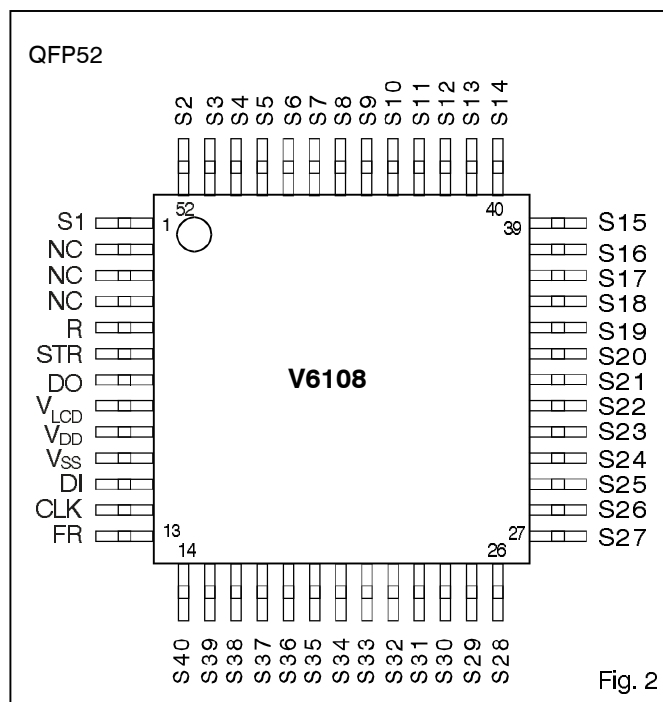 QFP52
S2 S3 S4 S5 S6 S7 S8 S9 S10 S11 S12 S13 S14
52 40
1 39
S1 S15
NC S16
NC S17
NC S18
R S19
STR S20
DO S21
V6108
VLCD S22
VDD S23
VSS S24
DI S25
CLK S26
FR S27
13 27
14 26
S40 S39 S38 S37 S36 S35 S34 S33 S32 S31 S30 S29 S28
Fig. 2